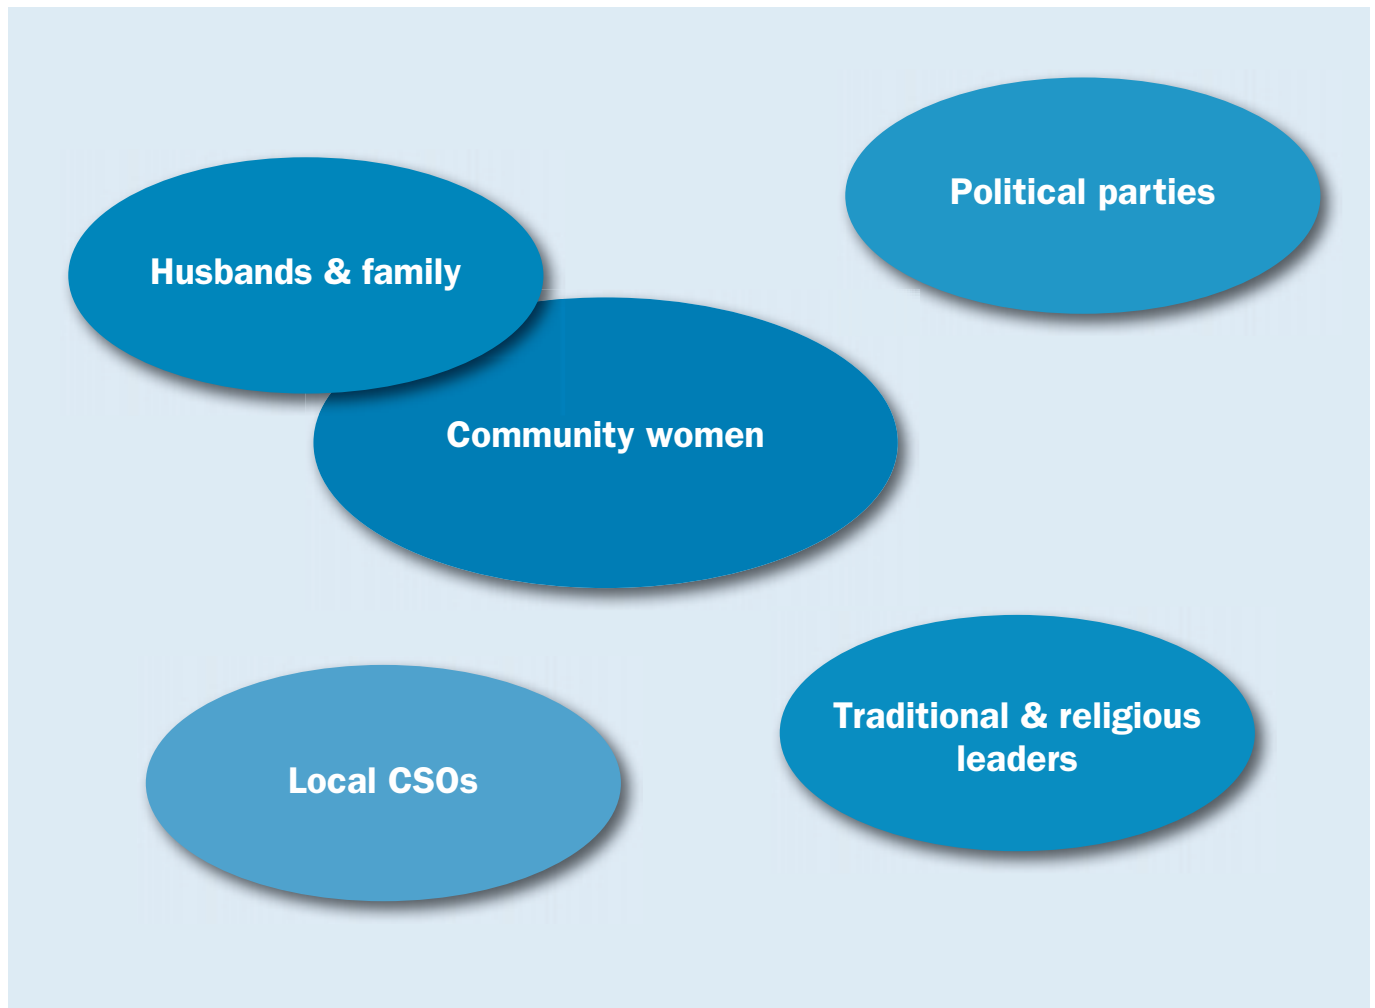 Political parties
Husbands & family
Community women
Traditional & religious
leaders
Local CSOs